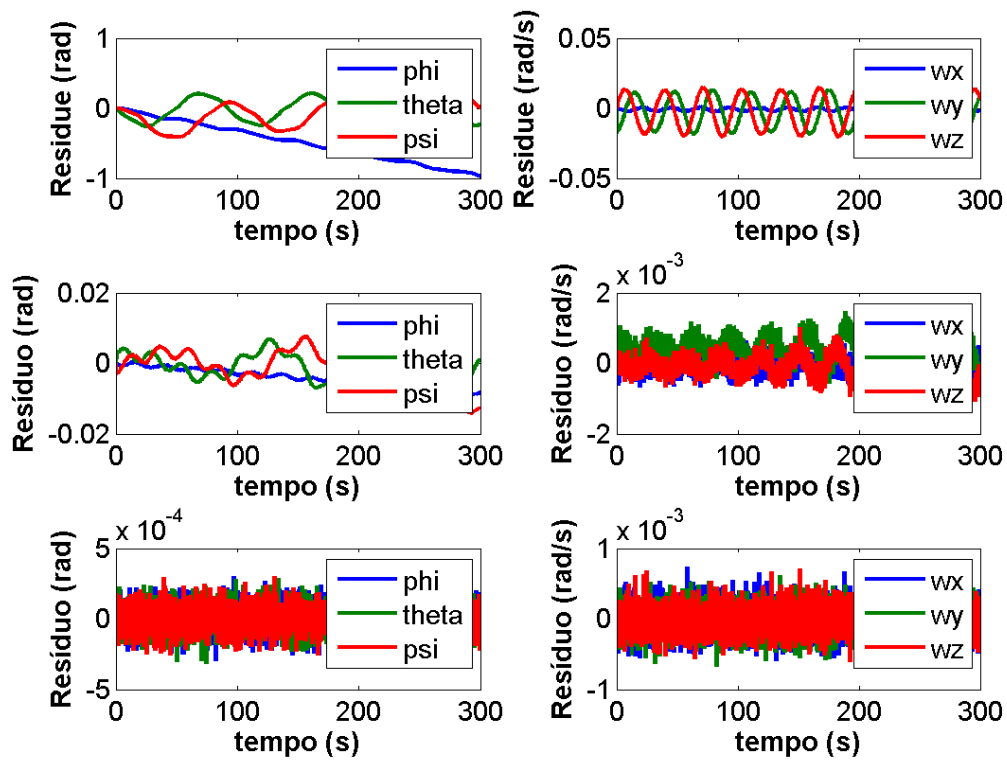 Residue (rad)
1
0
-1
phi
theta
psi
0 100 200 300
tempo (s)
Residue (rad/s)
0.05
0
-0.05
wx
wy
wz
0 100 200 300
tempo (s)
Resíduo (rad)
0.02
0
-0.02
phi
theta
psi
0 100 200 300
tempo (s)
x 10-3
Resíduo (rad/s)
2
0
-2
wx
wy
wz
0 100 200 300
tempo (s)
x 10-4
Resíduo (rad)
5
0
-5
phi
theta
psi
0 100 200 300
tempo (s)
x 10-3
Resíduo (rad/s)
1
0
-1
wx
wy
wz
0 100 200 300
tempo (s)